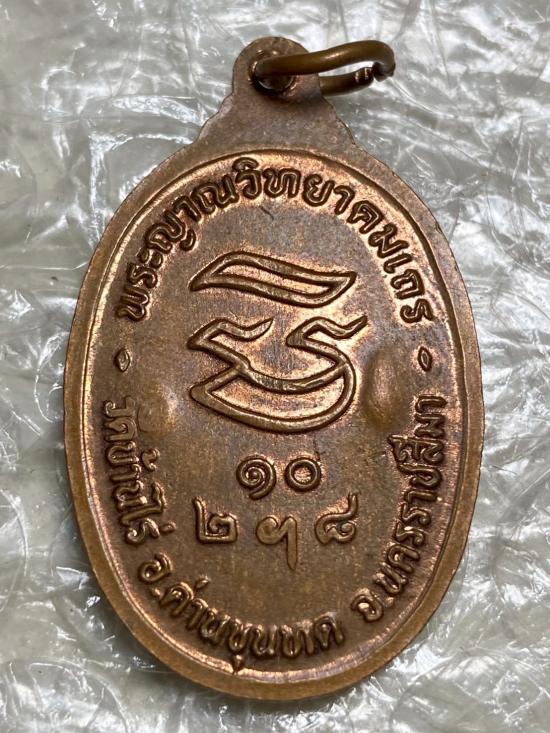 พระญาณวิทยาคมเถร
๑๐
๒๙๘
วัดบ้านไร่ อ.ด่านขุนทด จ.นครราชสีมา